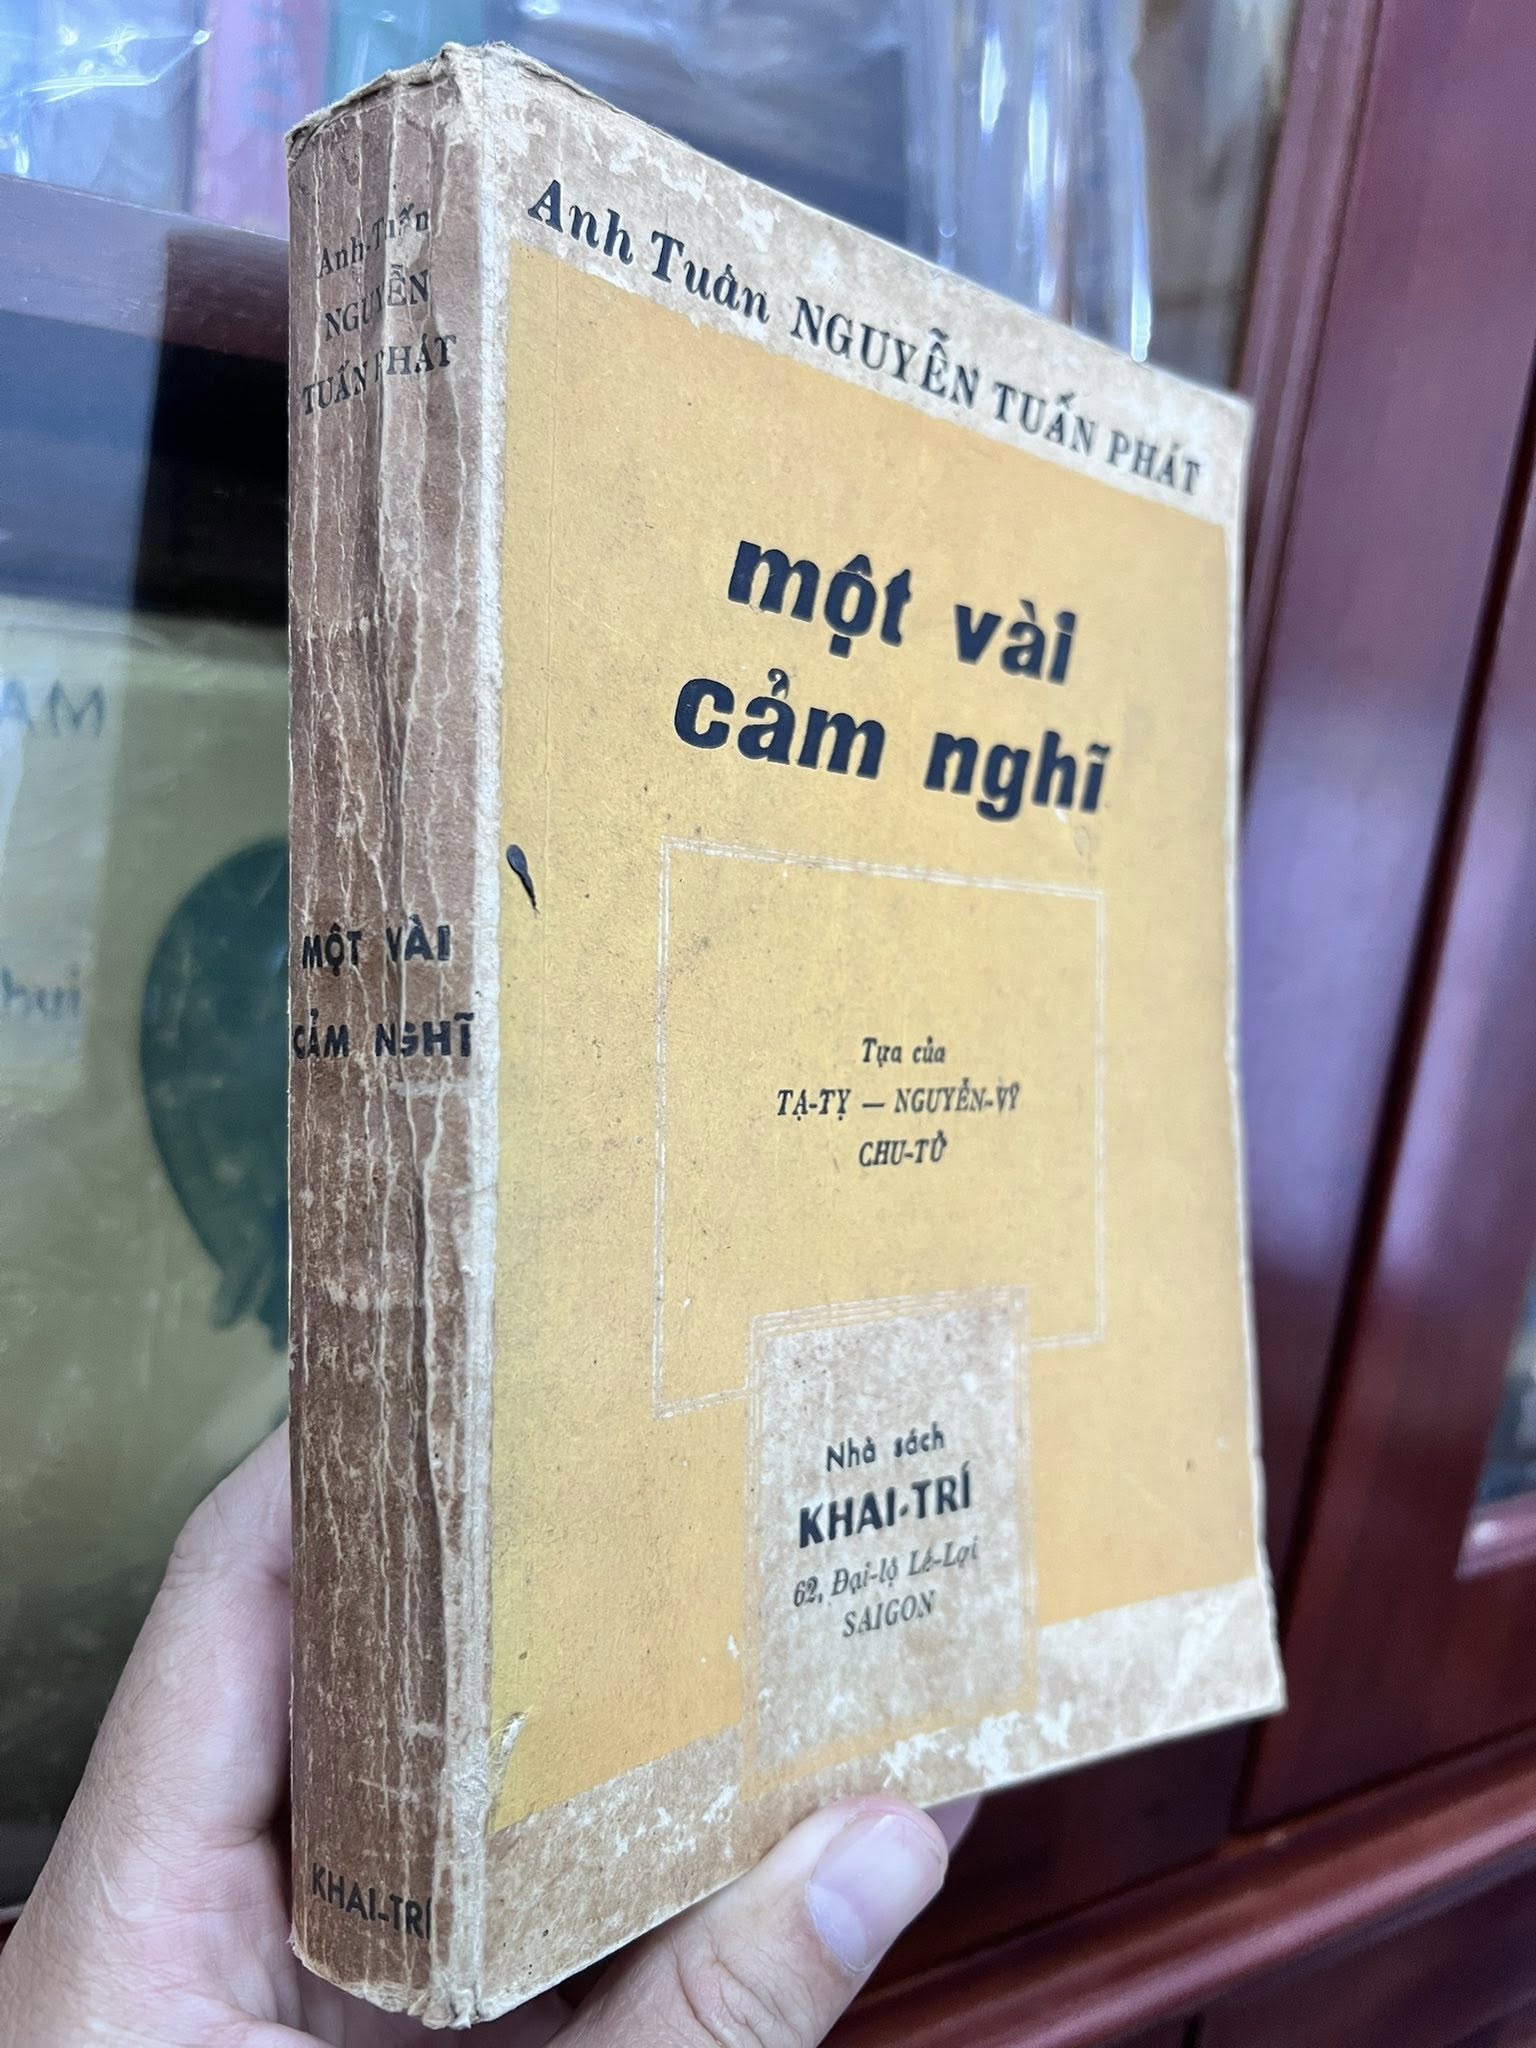 Anh-Tuấn
NGUYỄN
TUẤN PHÁT
MỘT VÀI
CẢM NGHĨ
KHAI-TRÍ
Anh Tuấn NGUYỄN TUẤN PHÁT
một vài
cảm nghĩ
Tựa của
TẠ-TỴ — NGUYỄN-VỸ
CHU-TỬ
Nhà sách
KHAI-TRÍ
62, Đại-lộ Lê-Lợi
SAIGON
AM